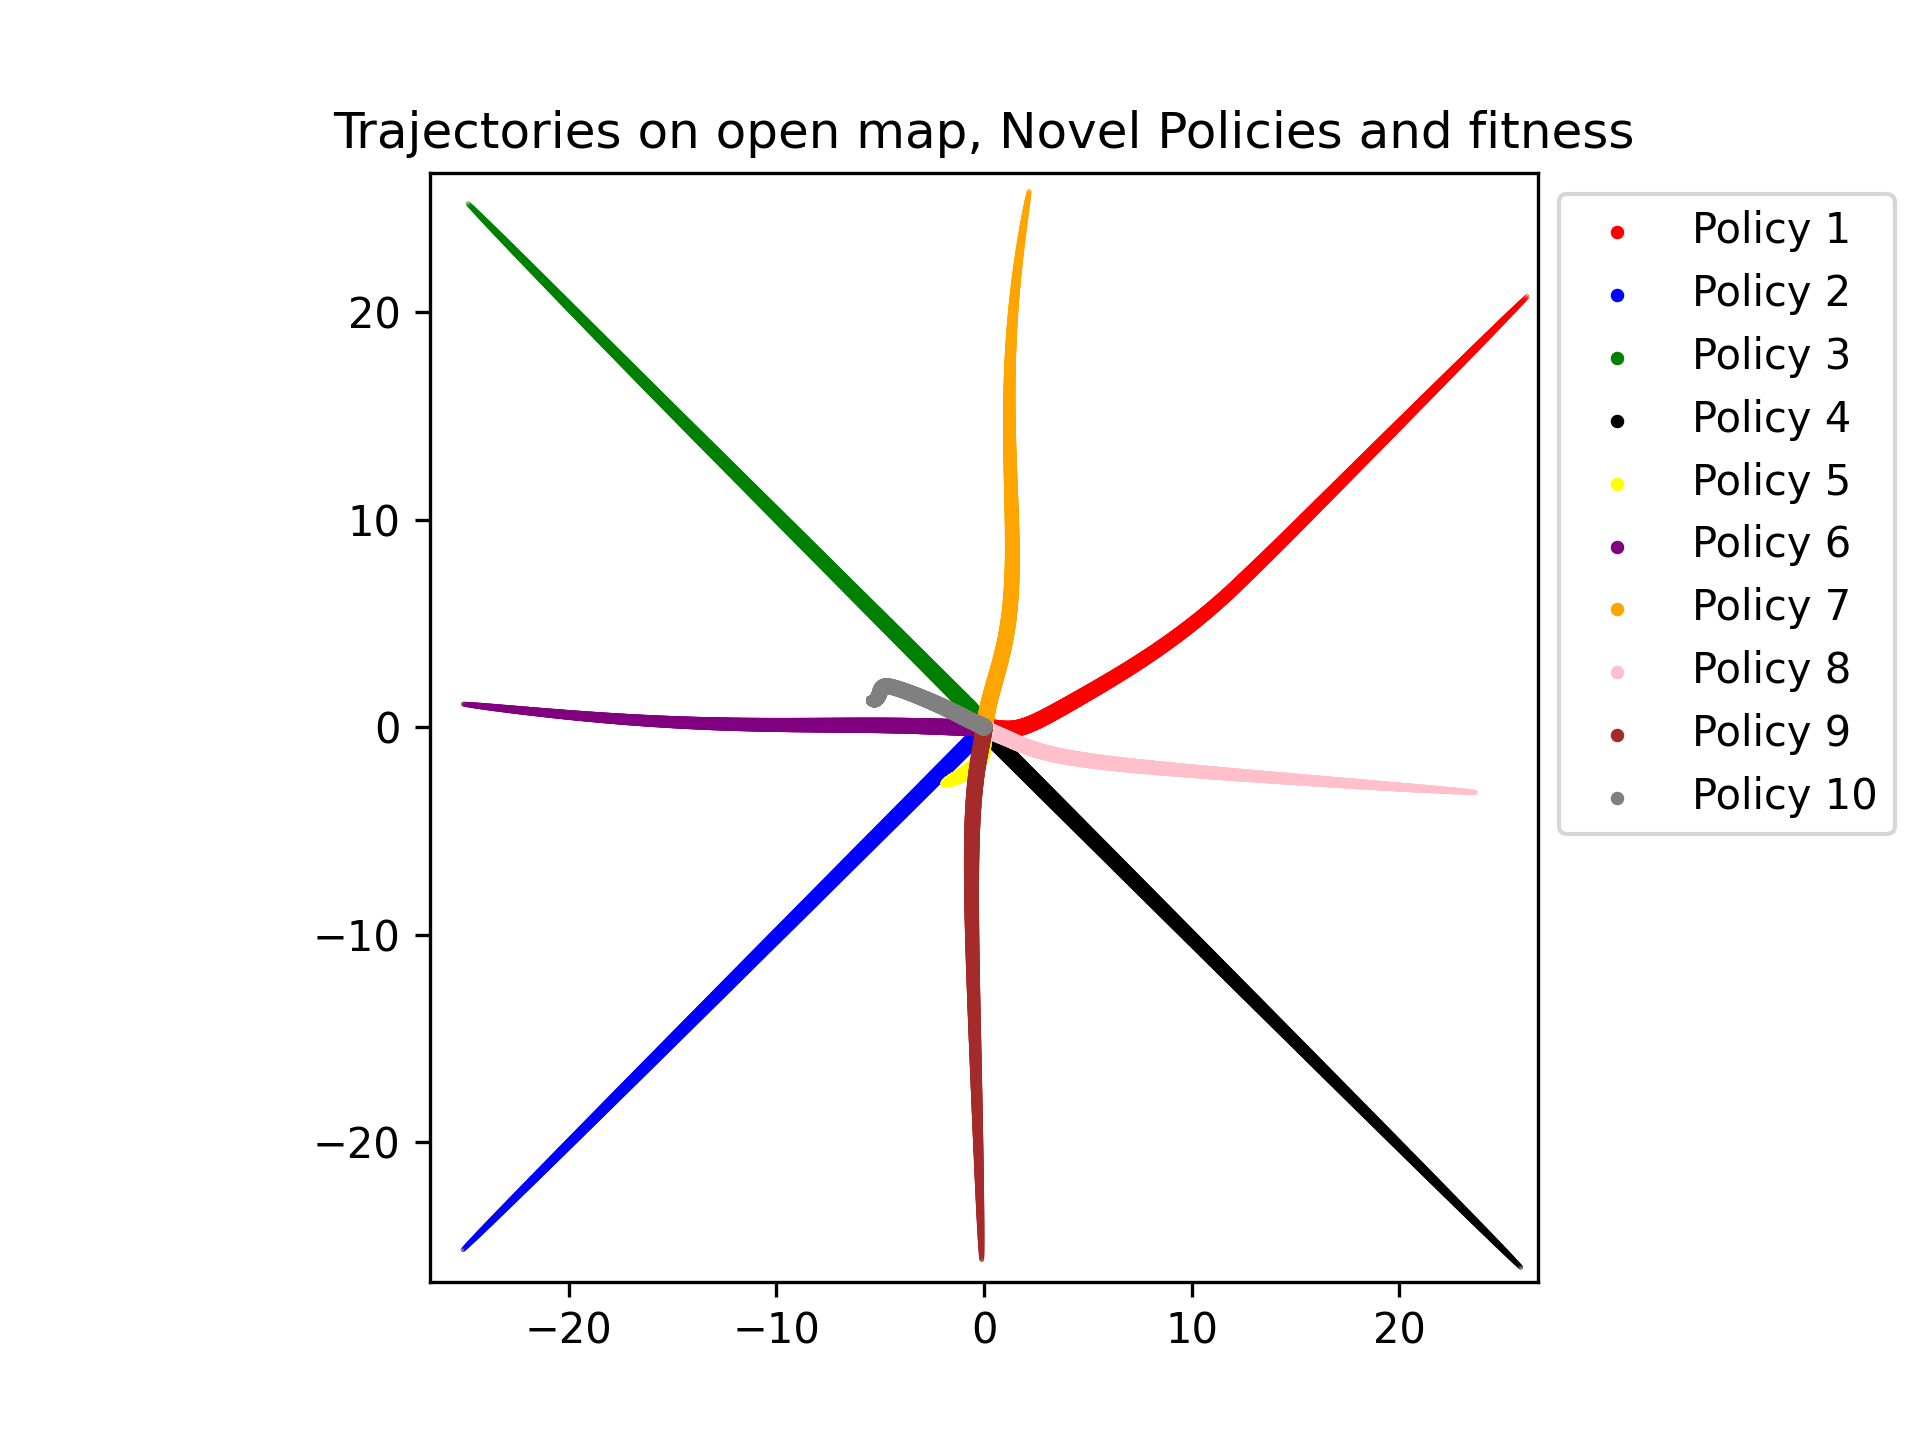 Trajectories on open map, Novel Policies and fitness
20
10
0
−10
−20
−20 −10 0 10 20
Policy 1
Policy 2
Policy 3
Policy 4
Policy 5
Policy 6
Policy 7
Policy 8
Policy 9
Policy 10